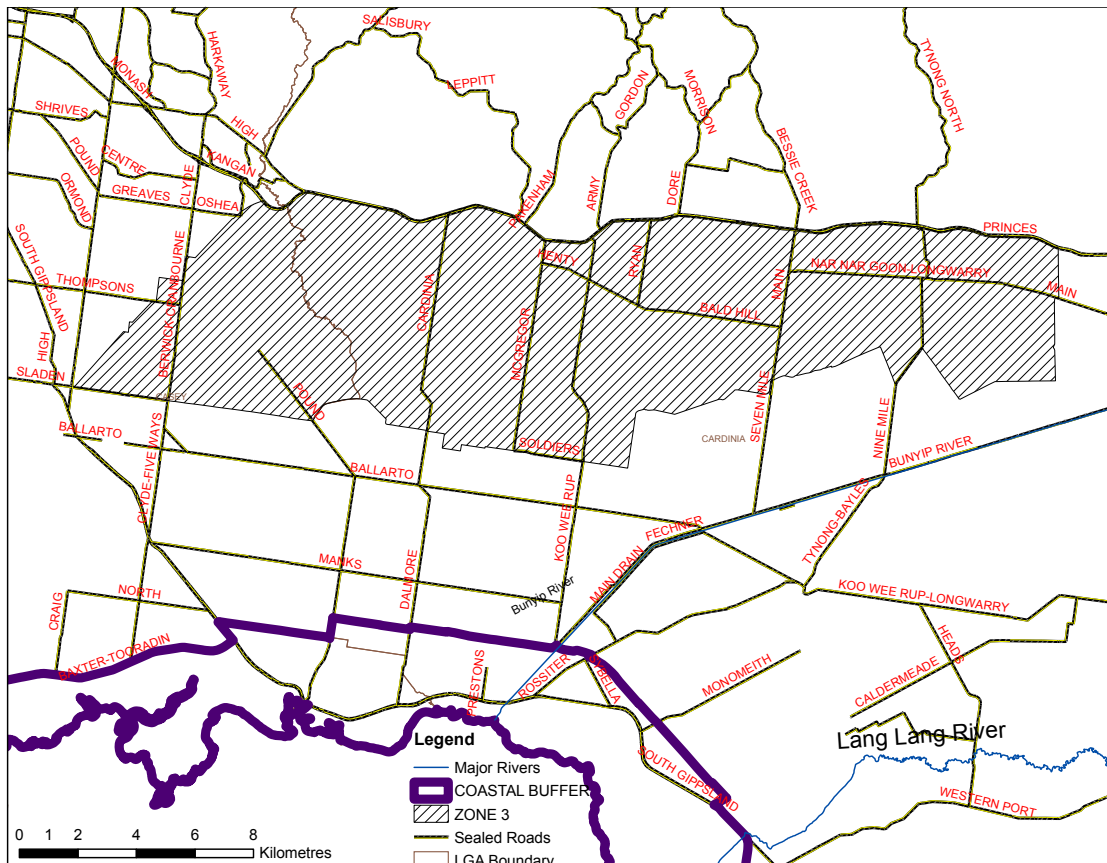 SALISBURY
HARKAWAY
TYNONG NORTH
MONASH
LEPPITT
GORDON
MORRISON
SHRIVES
HIGH
POUND
CENTRE
KANGAN
CLYDE
BESSIE CREEK
ORMOND
GREAVES
OSHEA
PAKENHAM
ARMY
DORE
PRINCES
SOUTH GIPPSLAND
HENTY
RYAN
NAR NAR GOON-LONGWARRY
THOMPSONS
BERWICK-CRANBOURNE
CARDINIA
MAIN
MAIN
BALD HILL
HIGH
MCGREGOR
SLADEN
CASEY
POUND
SEVEN MILE
NINE MILE
BALLARTO
SOLDIERS
CARDINIA
BUNYIP RIVER
CLYDE-FIVE WAYS
BALLARTO
KOO WEE RUP
FECHNER
TYNONG-BAYLES
MANKS
DALMORE
MAIN DRAIN
Bunyip River
KOO WEE RUP-LONGWARRY
CRAIG
NORTH
HEADS
BAXTER-TOORADIN
PRESTONS
ROSSITER
MONOMEITH
CALDERMEADE
Lang Lang River
SOUTH GIPPSLAND
WESTERN PORT
Legend
Major Rivers
COASTAL BUFFER
ZONE 3
Sealed Roads
LGA Boundary
0 1 2 4 6 8
Kilometres